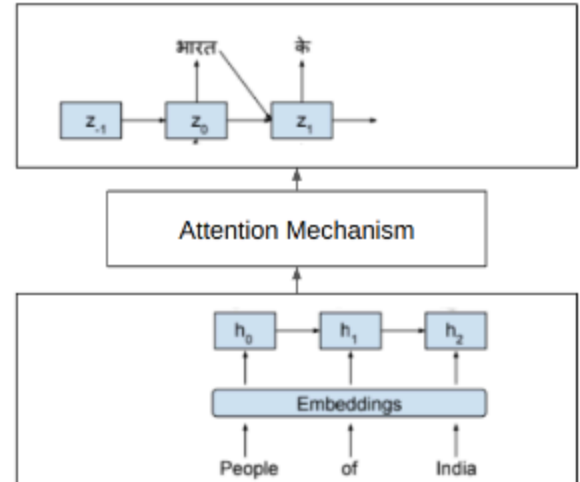 भारत के
z₋₁ z₀ z₁
Attention Mechanism
h₀ h₁ h₂
Embeddings
People of India